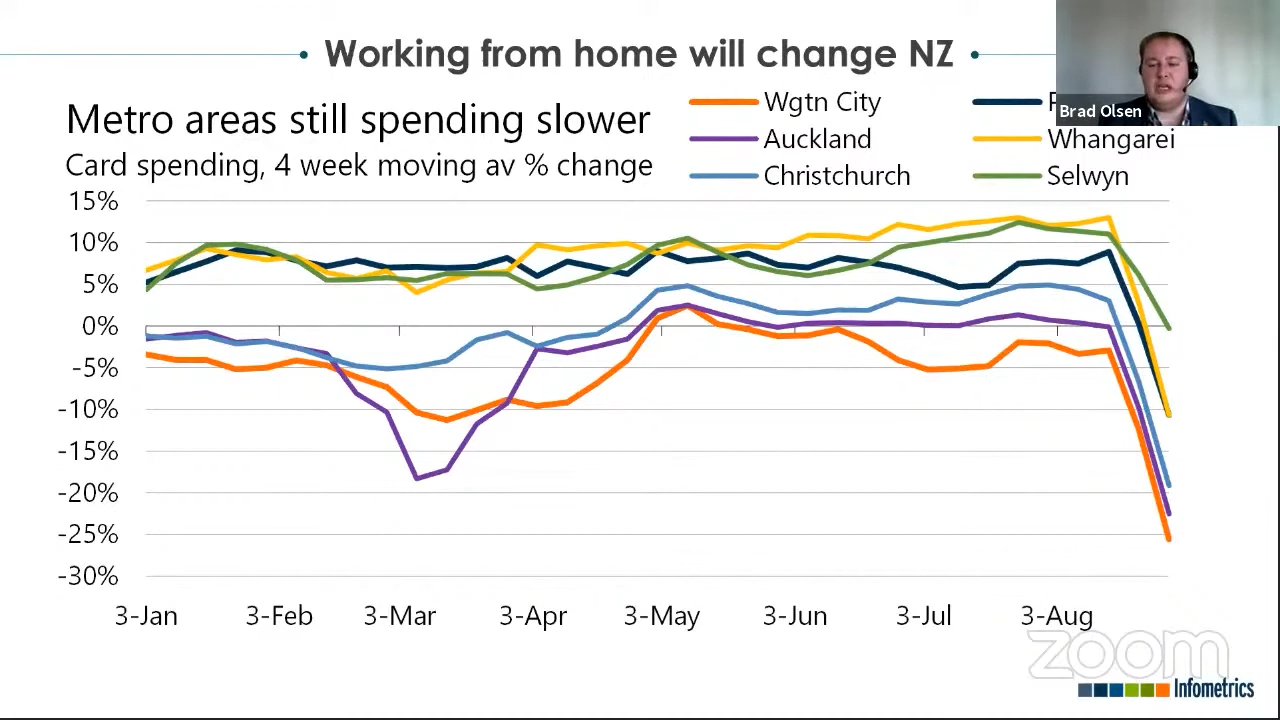 Working from home will change NZ
Brad Olsen
Metro areas still spending slower
Card spending, 4 week moving av % change
Wgtn City
Auckland
Whangarei
Christchurch
Selwyn
15%
10%
5%
0%
-5%
-10%
-15%
-20%
-25%
-30%
3-Jan 3-Feb 3-Mar 3-Apr 3-May 3-Jun 3-Jul 3-Aug
zoom
Infometrics